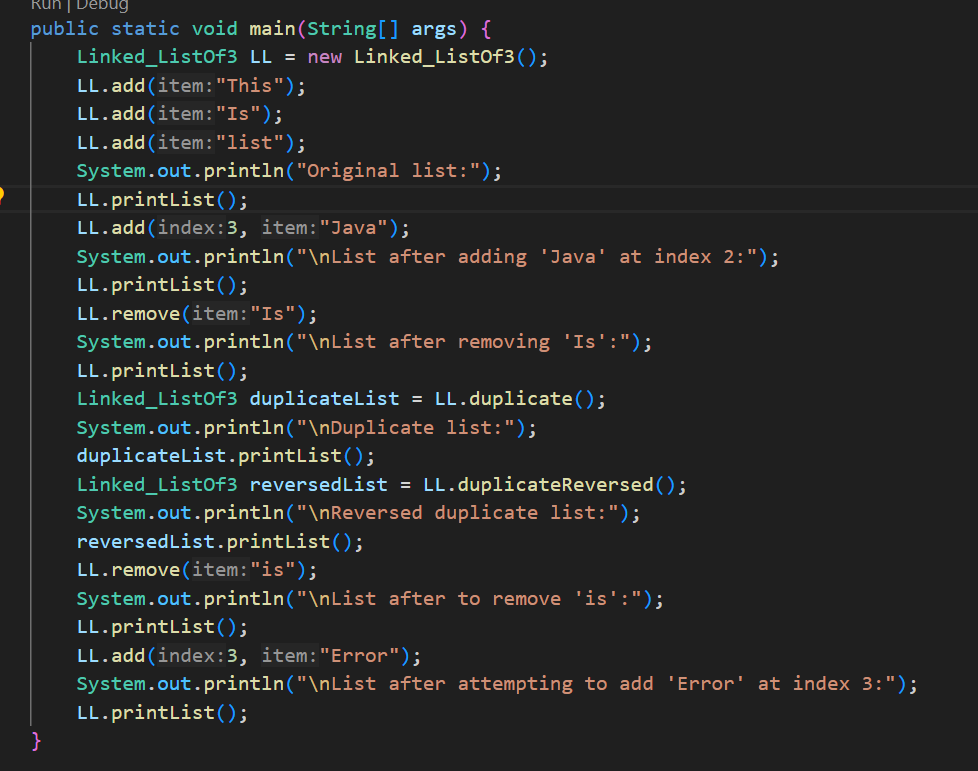 Run | Debug
public static void main(String[] args) {
    Linked_ListOf3 LL = new Linked_ListOf3();
    LL.add(item:"This");
    LL.add(item:"Is");
    LL.add(item:"list");
    System.out.println("Original list:");
    LL.printList();
    LL.add(index:3, item:"Java");
    System.out.println("\nList after adding 'Java' at index 2:");
    LL.printList();
    LL.remove(item:"Is");
    System.out.println("\nList after removing 'Is':");
    LL.printList();
    Linked_ListOf3 duplicateList = LL.duplicate();
    System.out.println("\nDuplicate list:");
    duplicateList.printList();
    Linked_ListOf3 reversedList = LL.duplicateReversed();
    System.out.println("\nReversed duplicate list:");
    reversedList.printList();
    LL.remove(item:"is");
    System.out.println("\nList after to remove 'is':");
    LL.printList();
    LL.add(index:3, item:"Error");
    System.out.println("\nList after attempting to add 'Error' at index 3:");
    LL.printList();
}